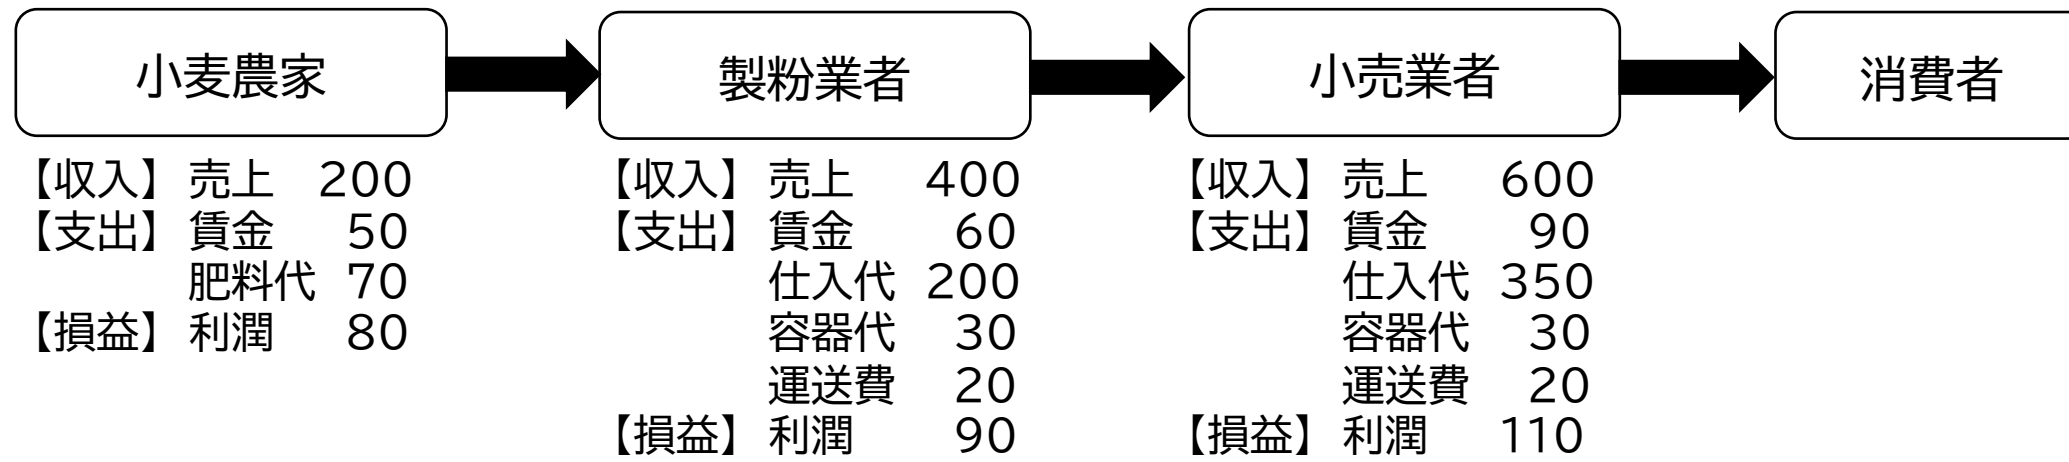 小麦農家
製粉業者
小売業者
消費者
【収入】売上 200
【支出】賃金 50
肥料代 70
【損益】利潤 80
【収入】売上 400
【支出】賃金 60
仕入代 200
容器代 30
運送費 20
【損益】利潤 90
【収入】売上 600
【支出】賃金 90
仕入代 350
容器代 30
運送費 20
【損益】利潤 110